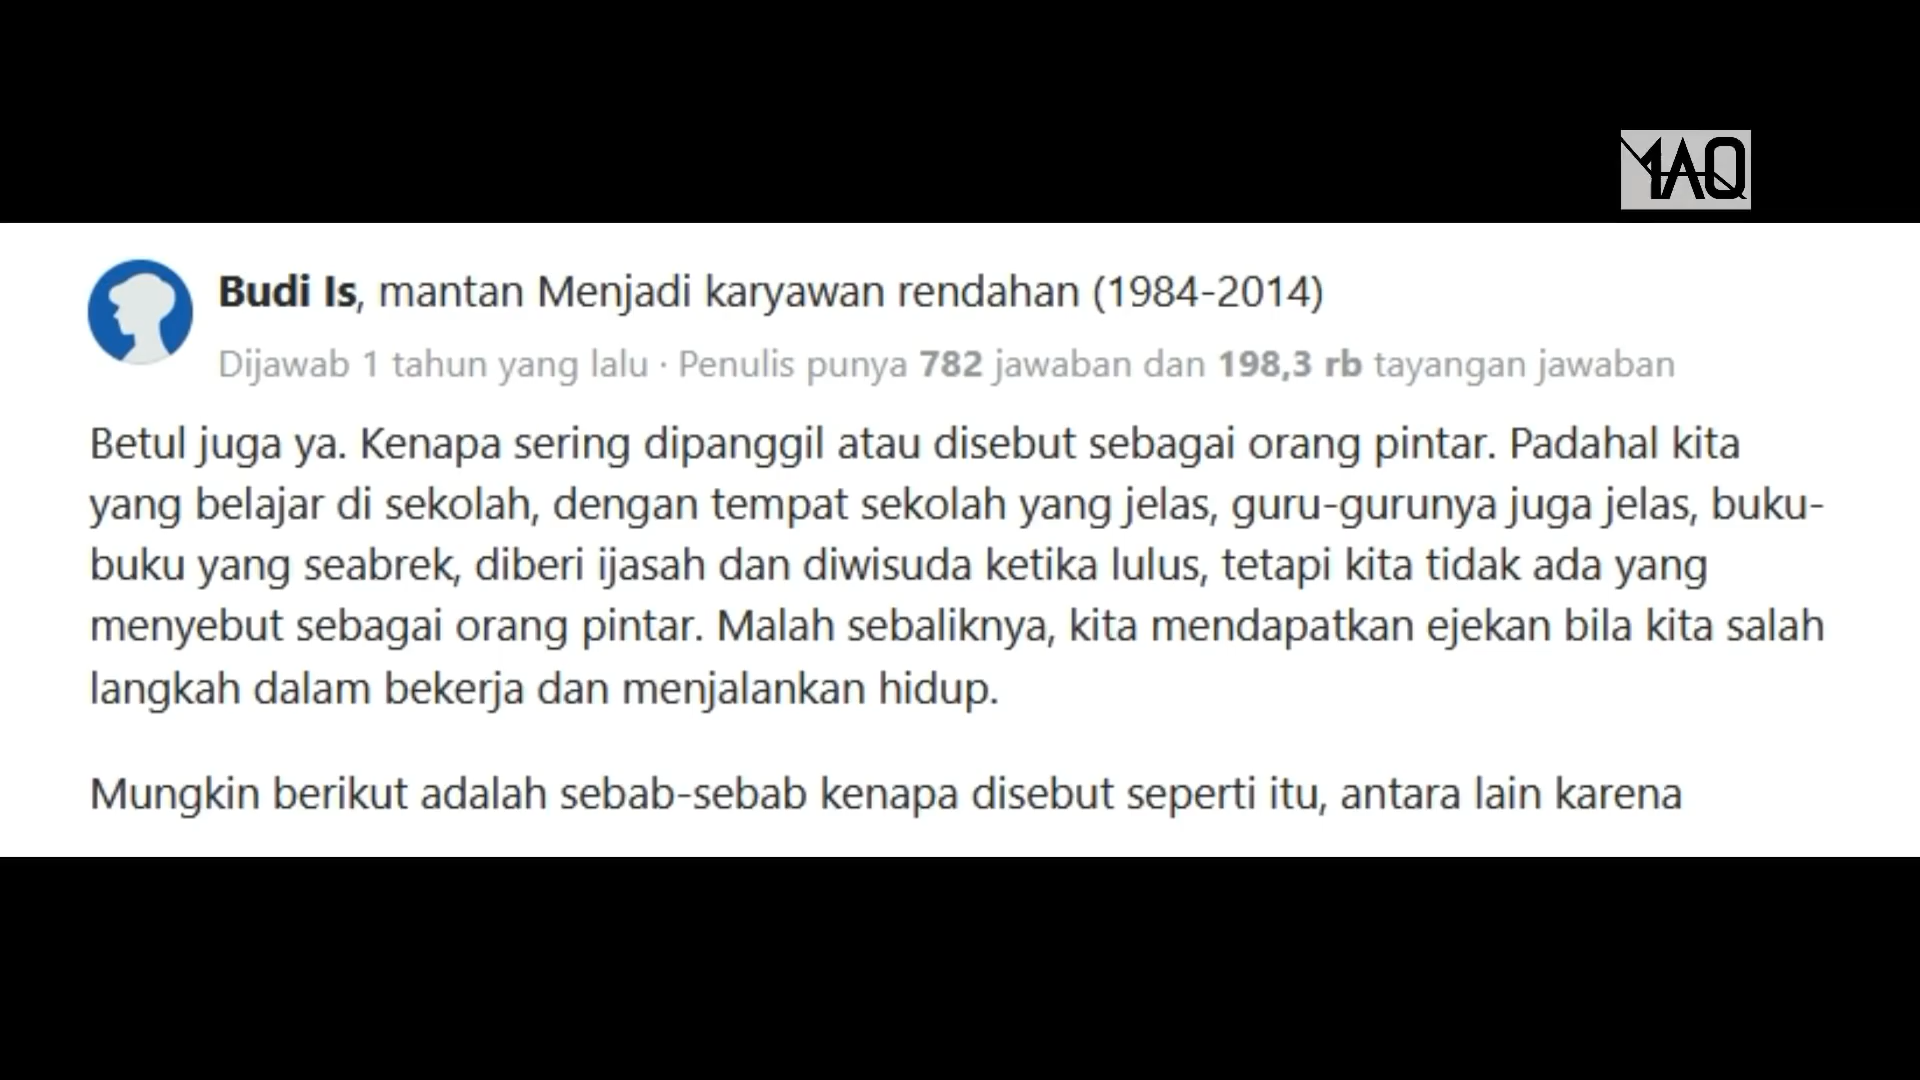 MAQ
Budi Is, mantan Menjadi karyawan rendahan (1984-2014)
Dijawab 1 tahun yang lalu · Penulis punya 782 jawaban dan 198,3 rb tayangan jawaban
Betul juga ya. Kenapa sering dipanggil atau disebut sebagai orang pintar. Padahal kita
yang belajar di sekolah, dengan tempat sekolah yang jelas, guru-gurunya juga jelas, buku-
buku yang seabrek, diberi ijasah dan diwisuda ketika lulus, tetapi kita tidak ada yang
menyebut sebagai orang pintar. Malah sebaliknya, kita mendapatkan ejekan bila kita salah
langkah dalam bekerja dan menjalankan hidup.
Mungkin berikut adalah sebab-sebab kenapa disebut seperti itu, antara lain karena